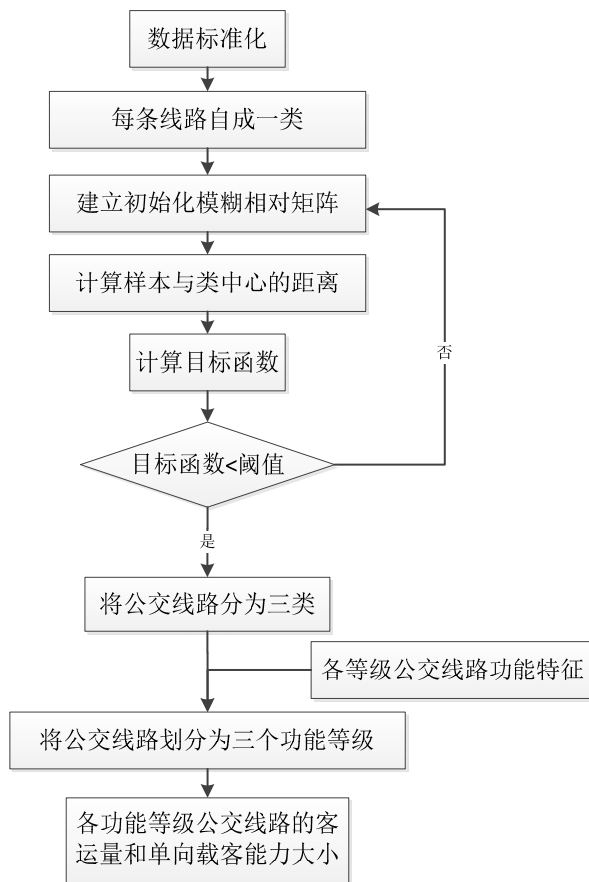 数据标准化
每条线路自成一类
建立初始化模糊相对矩阵
计算样本与类中心的距离
计算目标函数
否
目标函数<阈值
是
将公交线路分为三类
各等级公交线路功能特征
将公交线路划分为三个功能等级
各功能等级公交线路的客
运量和单向载客能力大小